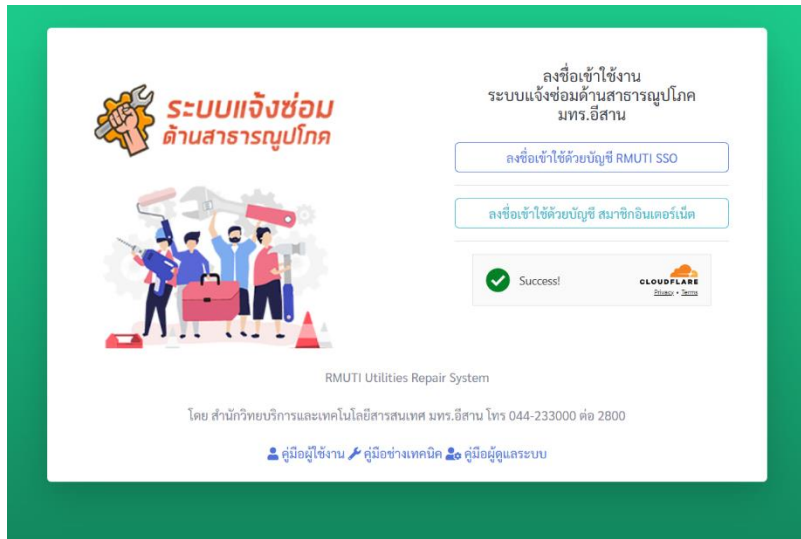 ระบบแจ้งซ่อม
ด้านสาธารณูปโภค
ลงชื่อเข้าใช้งาน
ระบบแจ้งซ่อมด้านสาธารณูปโภค
มทร.อีสาน
ลงชื่อเข้าใช้ด้วยบัญชี RMUTI SSO
ลงชื่อเข้าใช้ด้วยบัญชี สมาชิกอินเตอร์เน็ต
Success!
CLOUDFLARE
Privacy • Terms
RMUTI Utilities Repair System
โดย สำนักวิทยบริการและเทคโนโลยีสารสนเทศ มทร.อีสาน โทร 044-233000 ต่อ 2800
คู่มือผู้ใช้งาน คู่มือช่างเทคนิค คู่มือผู้ดูแลระบบ